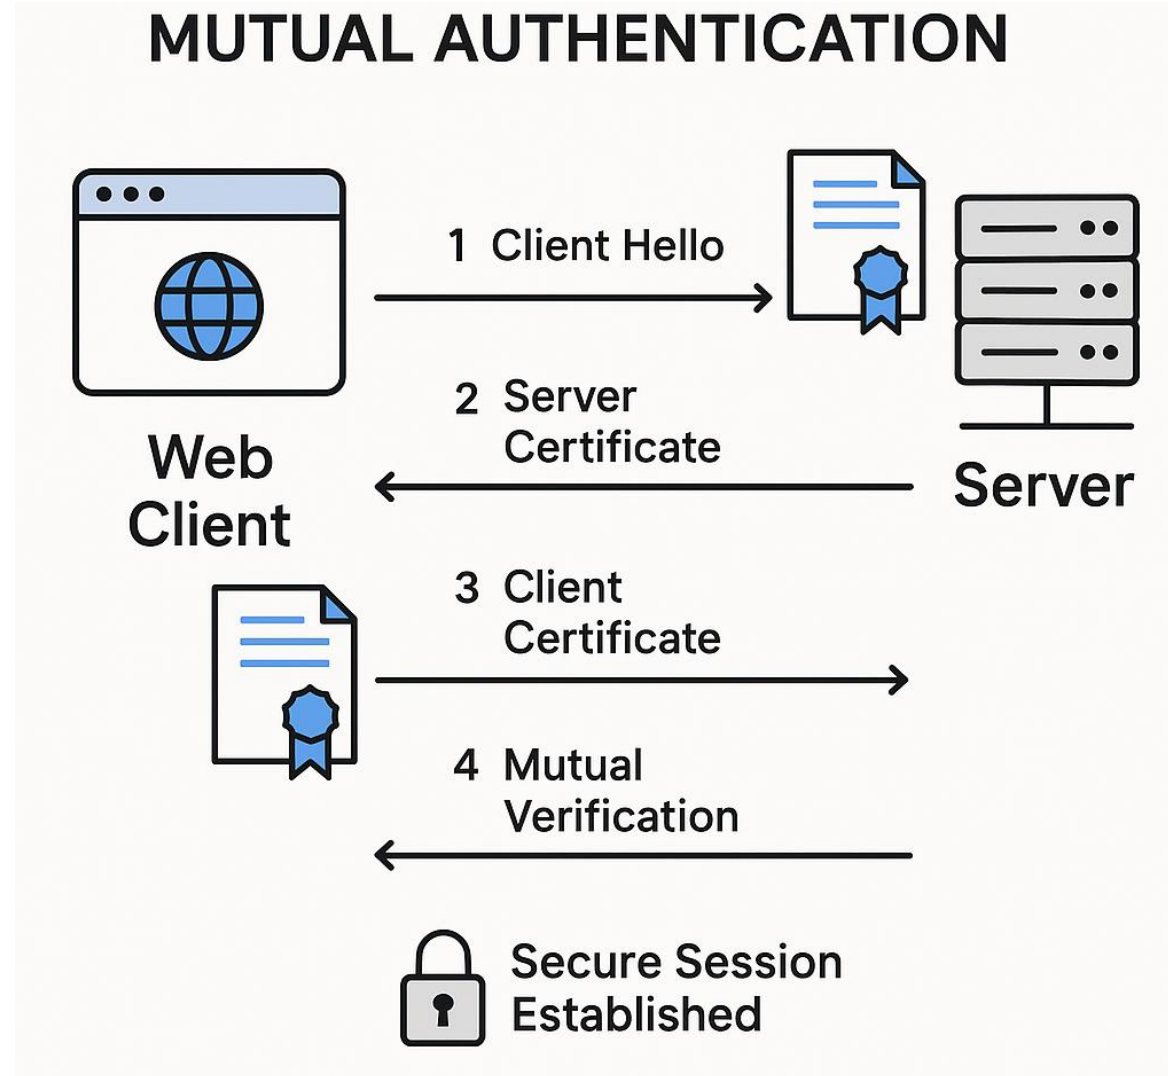 MUTUAL AUTHENTICATION
1 Client Hello
2 Server
Certificate
Web
Client
Server
3 Client
Certificate
4 Mutual
Verification
Secure Session
Established